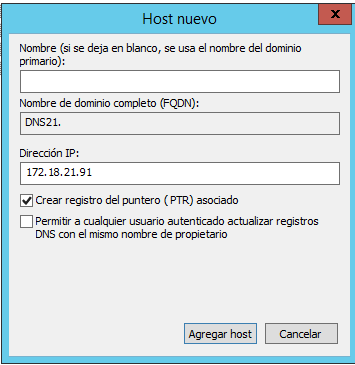 Host nuevo
x
Nombre (si se deja en blanco, se usa el nombre del dominio
primario):
Nombre de dominio completo (FQDN):
DNS21.
Dirección IP:
172.18.21.91
Crear registro del puntero (PTR) asociado
Permitir a cualquier usuario autenticado actualizar registros
DNS con el mismo nombre de propietario
Agregar host
Cancelar